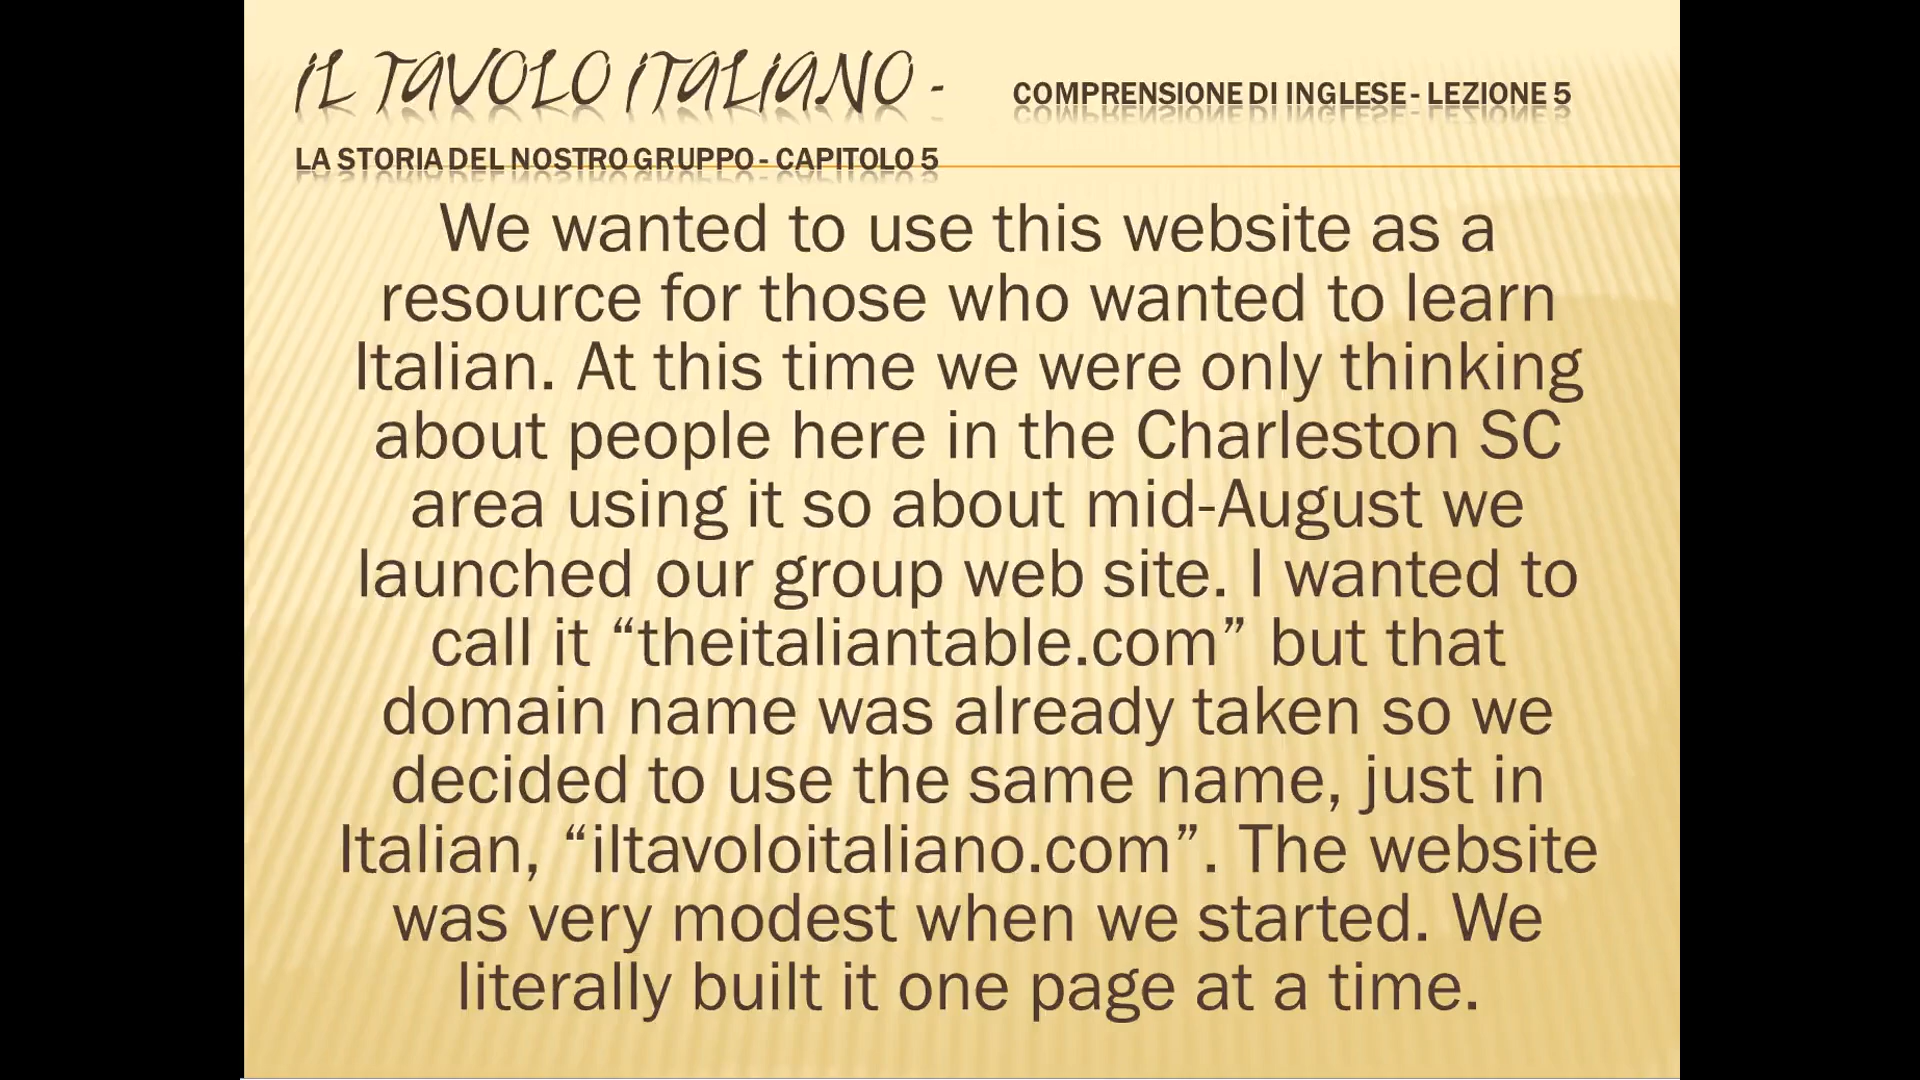 IL TAVOLO ITALIANO - COMPRENSIONE DI INGLESE - LEZIONE 5
LA STORIA DEL NOSTRO GRUPPO - CAPITOLO 5
We wanted to use this website as a
resource for those who wanted to learn
Italian. At this time we were only thinking
about people here in the Charleston SC
area using it so about mid-August we
launched our group web site. I wanted to
call it “theitaliantable.com” but that
domain name was already taken so we
decided to use the same name, just in
Italian, “iltavoloitaliano.com”. The website
was very modest when we started. We
literally built it one page at a time.